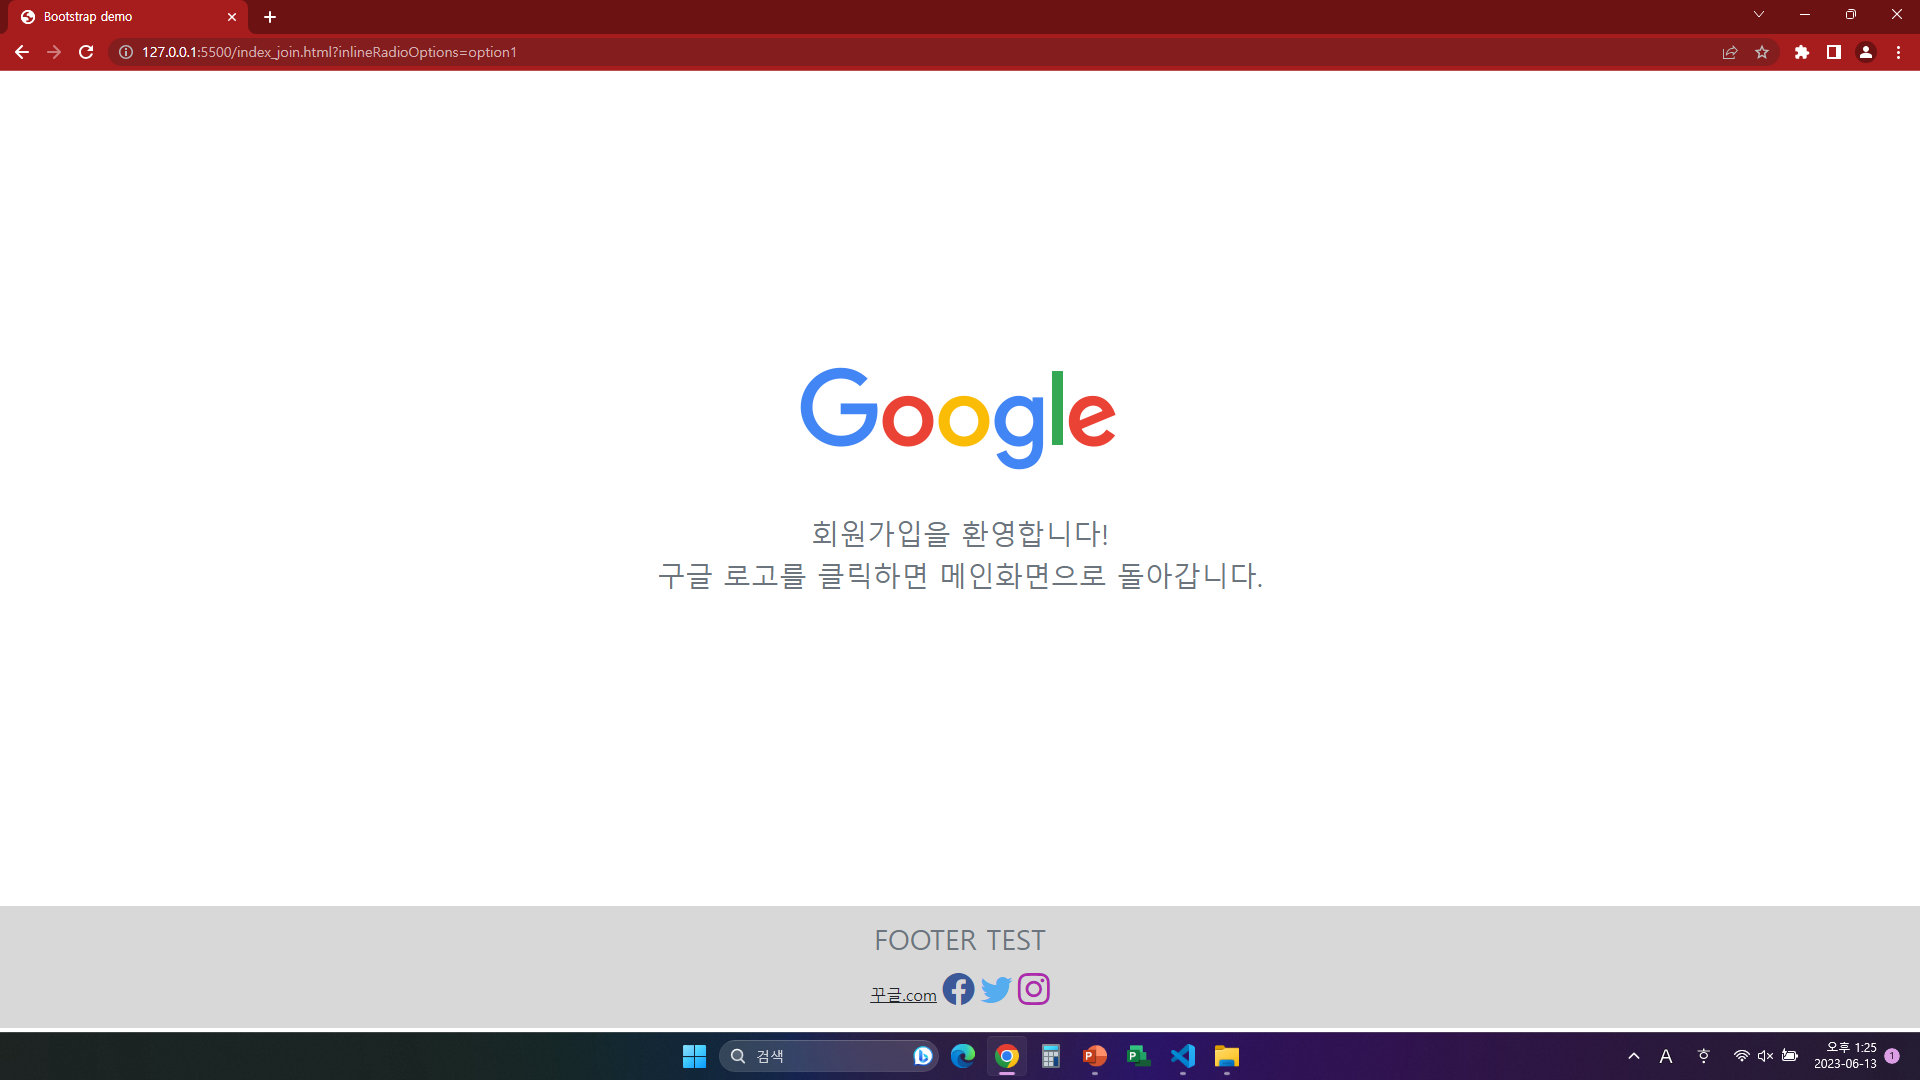 Bootstrap demo
127.0.0.1:5500/index_join.html?inlineRadioOptions=option1
Google
회원가입을 환영합니다!
구글 로고를 클릭하면 메인화면으로 돌아갑니다.
FOOTER TEST
꾸글.com
검색
A
오후 1:25
2023-06-13
1